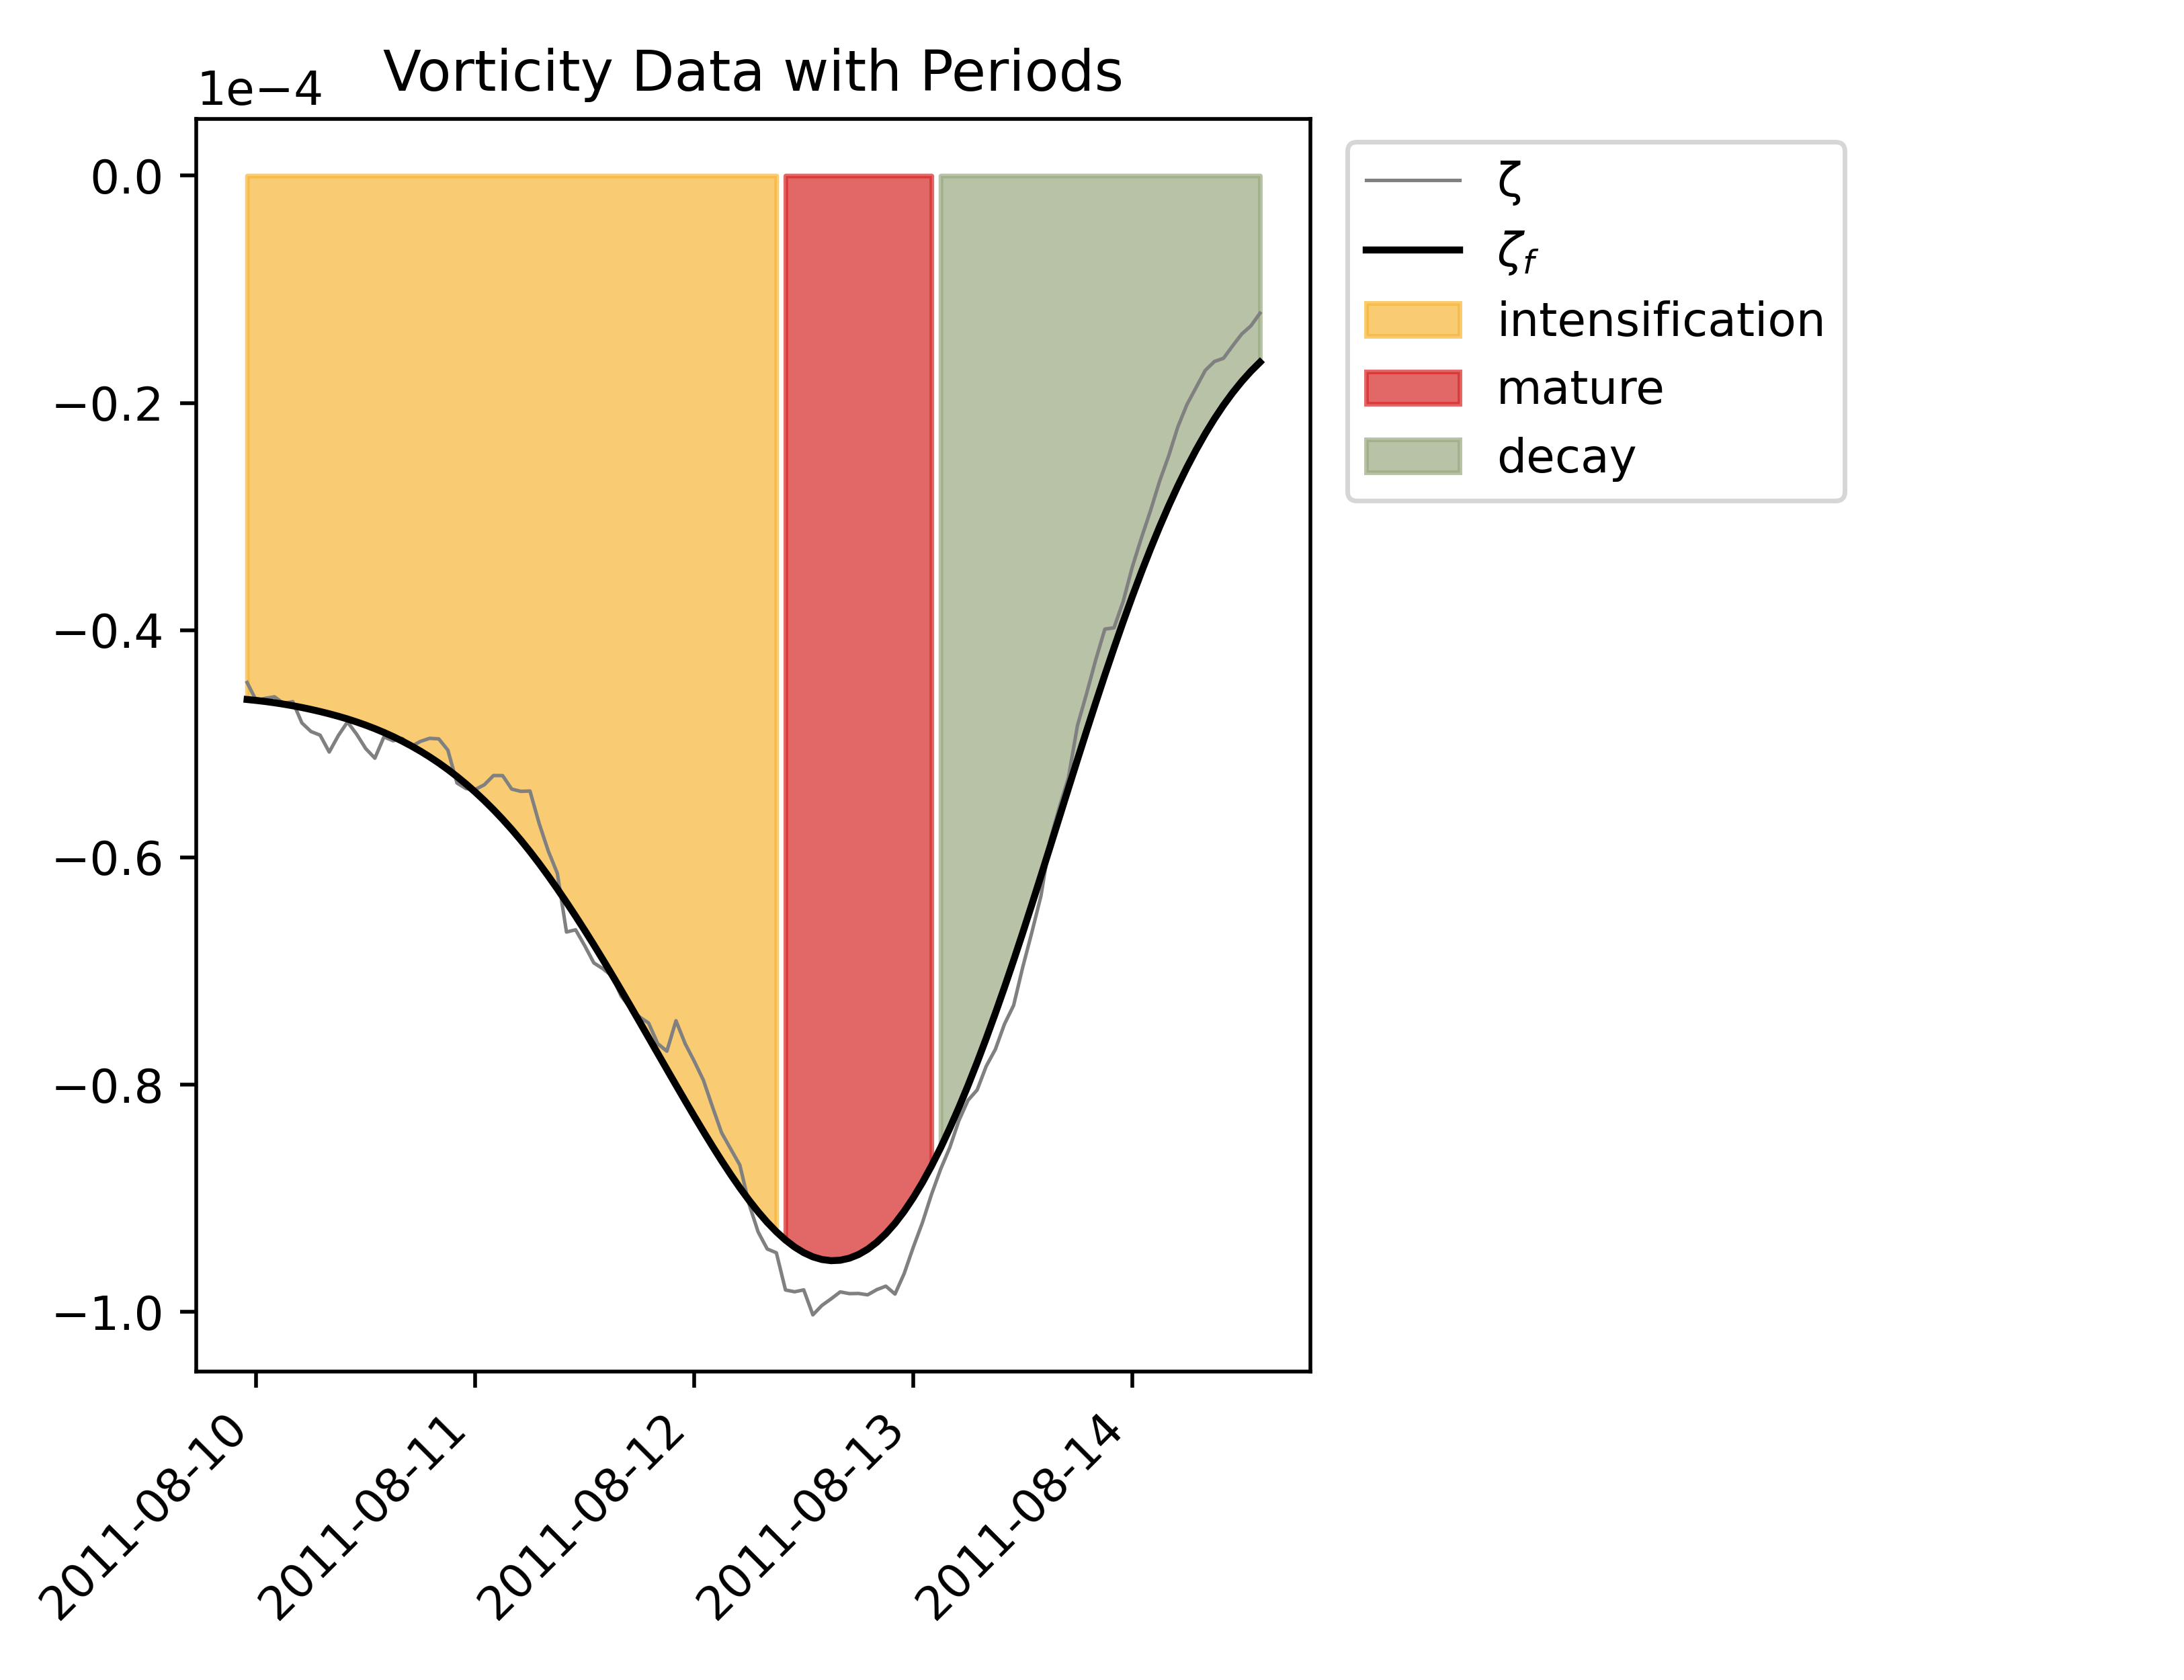 Vorticity Data with Periods
1e−4
0.0
−0.2
−0.4
−0.6
−0.8
−1.0
2011-08-10
2011-08-11
2011-08-12
2011-08-13
2011-08-14
ζ
ζf
intensification
mature
decay